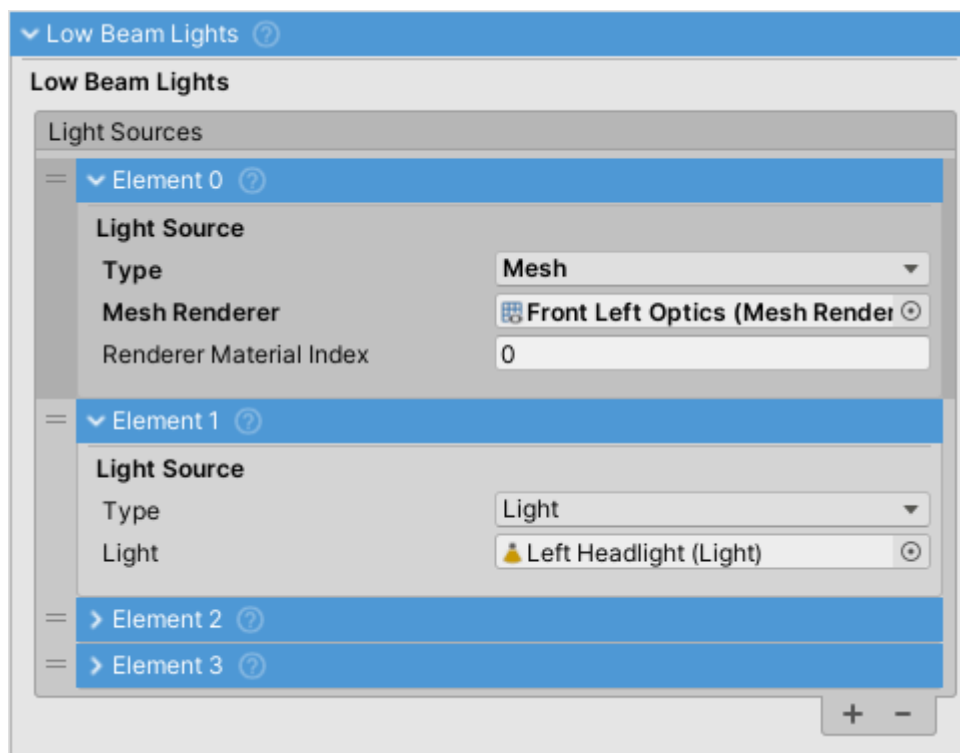 Low Beam Lights ?
Low Beam Lights
Light Sources
Element 0 ?
Light Source
Type Mesh
Mesh Renderer Front Left Optics (Mesh Render
Renderer Material Index 0
Element 1 ?
Light Source
Type Light
Light Left Headlight (Light)
Element 2 ?
Element 3 ?
+ −